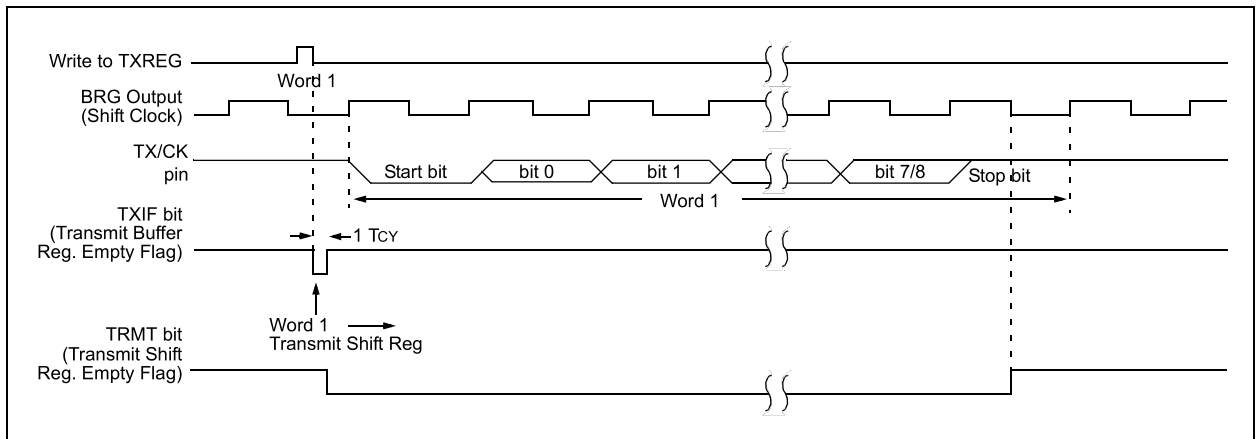 Write to TXREG
Word 1
BRG Output
(Shift Clock)
TX/CK
pin
Start bit
bit 0
bit 1
bit 7/8
Stop bit
Word 1
TXIF bit
(Transmit Buffer
Reg. Empty Flag)
1 TCY
Word 1
Transmit Shift Reg
TRMT bit
(Transmit Shift
Reg. Empty Flag)